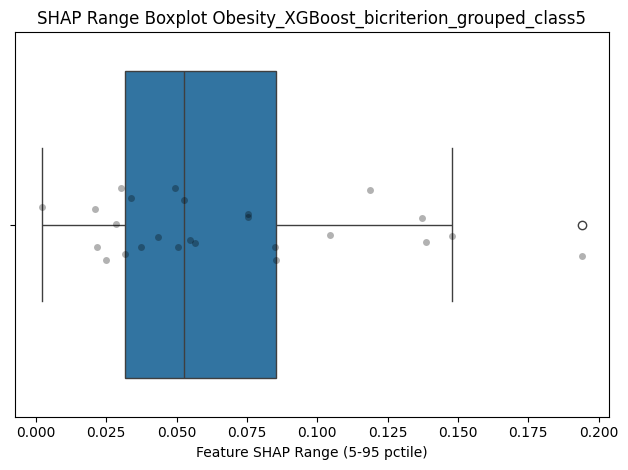 SHAP Range Boxplot Obesity_XGBoost_bicriterion_grouped_class5
0.000 0.025 0.050 0.075 0.100 0.125 0.150 0.175 0.200
Feature SHAP Range (5-95 pctile)